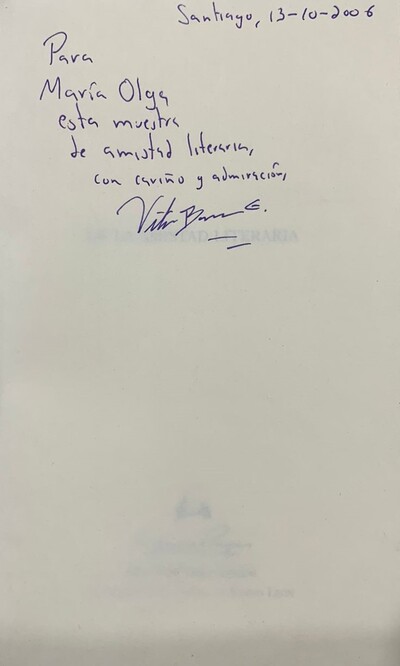 Santiago, 13-10-2006
Para
María Olga
esta muestra
de amistad literaria,
con cariño y admiración,